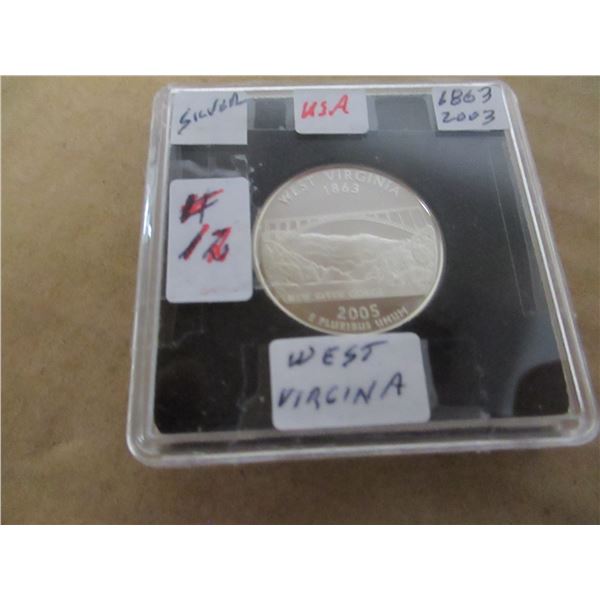 SILVER
USA
1863
2003
#
12
WEST VIRGINIA
1863
NEW RIVER GORGE
2005
E PLURIBUS UNUM
WEST
VIRGINA